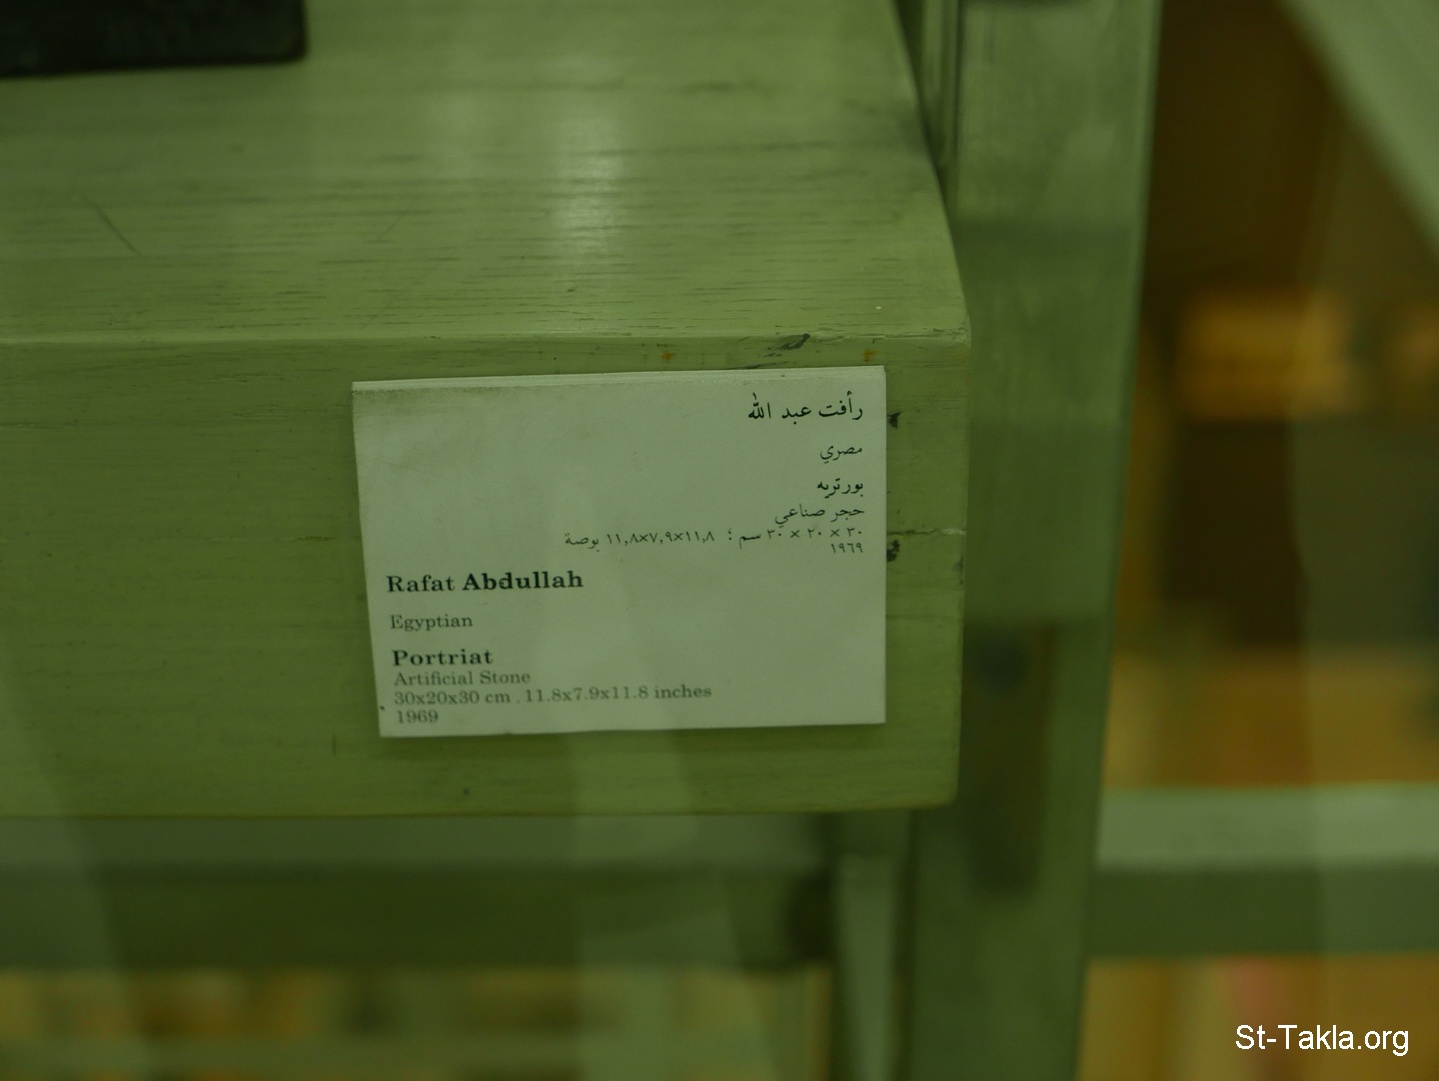 رأفت عبد الله
مصري
بورتريه
حجر صناعي
٣٠ × ٢٠ × ٣٠ سم ؛ ١١,٨×٧,٩×١١,٨ بوصة
١٩٦٩
Rafat Abdullah
Egyptian
Portriat
Artificial Stone
30x20x30 cm , 11.8x7.9x11.8 inches
1969
St-Takla.org